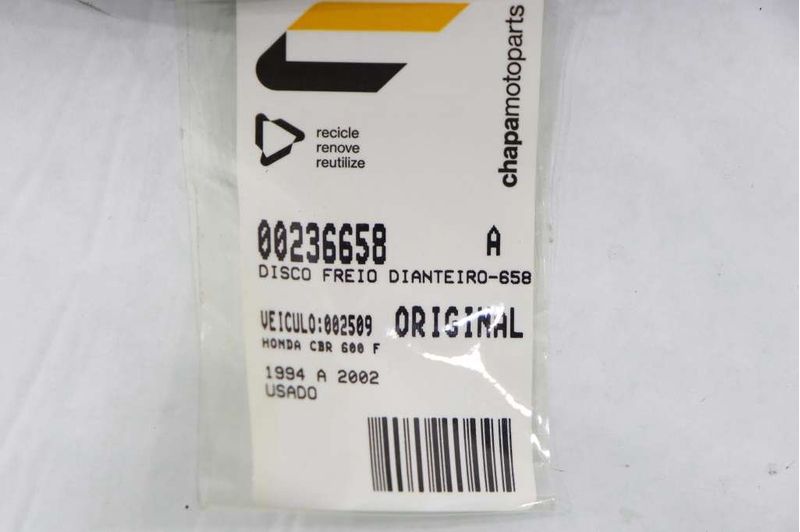 chapamotoparts
recicle
renove
reutilize
00236658 A
DISCO FREIO DIANTEIRO-658
VEICULO:002509 ORIGINAL
HONDA CBR 600 F
1994 A 2002
USADO